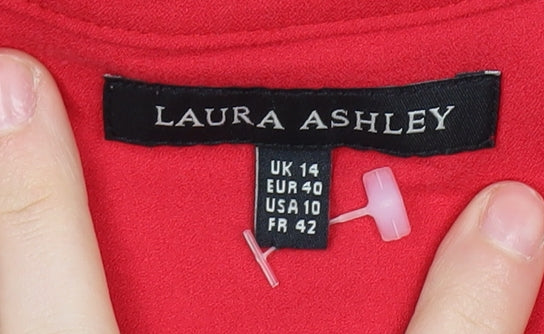 LAURA ASHLEY
UK 14
EUR 40
USA 10
FR 42